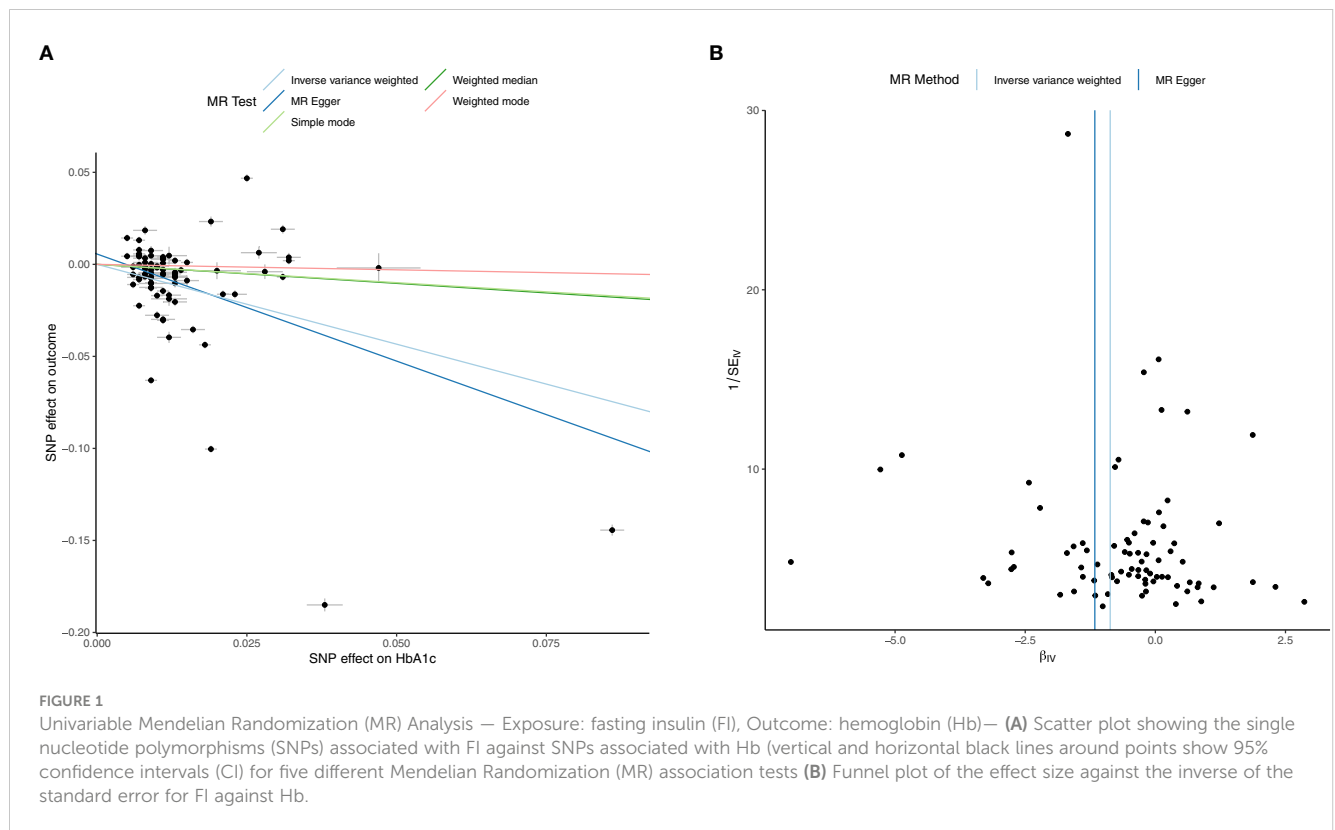 A
MR Test
Inverse variance weighted
MR Egger
Simple mode
Weighted median
Weighted mode
0.05
0.00
−0.05
−0.10
−0.15
−0.20
SNP effect on outcome
0.000
0.025
0.050
0.075
SNP effect on HbA1c
B
MR Method
Inverse variance weighted
MR Egger
30
20
10
1/SEIV
−5.0
−2.5
0.0
2.5
βIV
FIGURE 1
Univariable Mendelian Randomization (MR) Analysis — Exposure: fasting insulin (FI), Outcome: hemoglobin (Hb)— (A) Scatter plot showing the single
nucleotide polymorphisms (SNPs) associated with FI against SNPs associated with Hb (vertical and horizontal black lines around points show 95%
confidence intervals (CI) for five different Mendelian Randomization (MR) association tests (B) Funnel plot of the effect size against the inverse of the
standard error for FI against Hb.